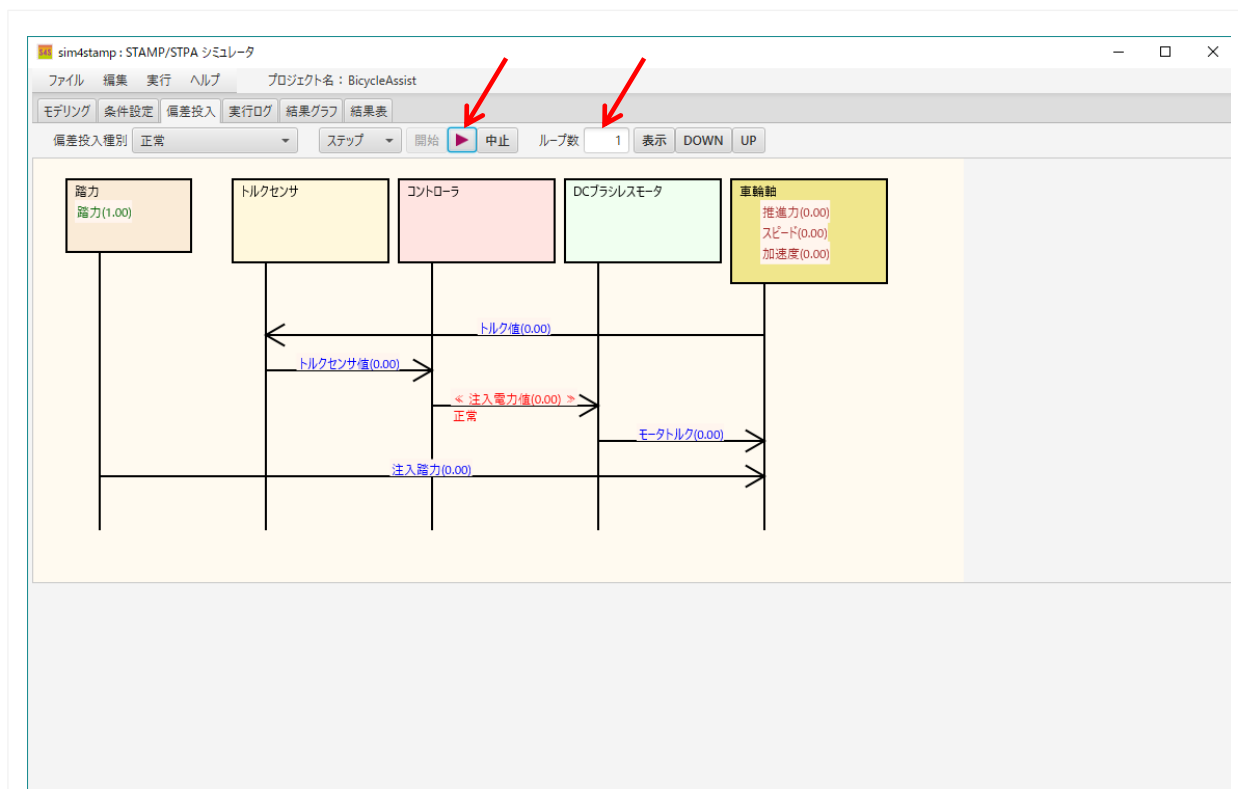 S4S sim4stamp : STAMP/STPA シミュレータ
ファイル 編集 実行 ヘルプ プロジェクト名 : BicycleAssist
モデリング 条件設定 偏差投入 実行ログ 結果グラフ 結果表
偏差投入種別 正常 ステップ 開始 中止 ループ数 1 表示 DOWN UP
踏力 トルクセンサ コントローラ DCブラシレスモータ 車輪軸
踏力(1.00) 推進力(0.00)
スピード(0.00)
加速度(0.00)
トルク値(0.00)
トルクセンサ値(0.00)
≪ 注入電力値(0.00) ≫
正常
モータトルク(0.00)
注入踏力(0.00)